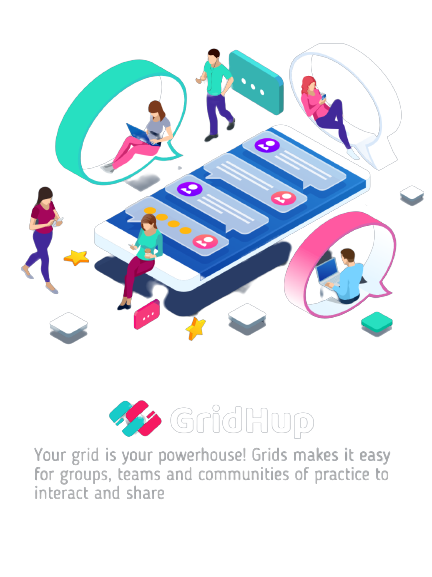 GridHup
Your grid is your powerhouse! Grids makes it easy
for groups, teams and communities of practice to
interact and share